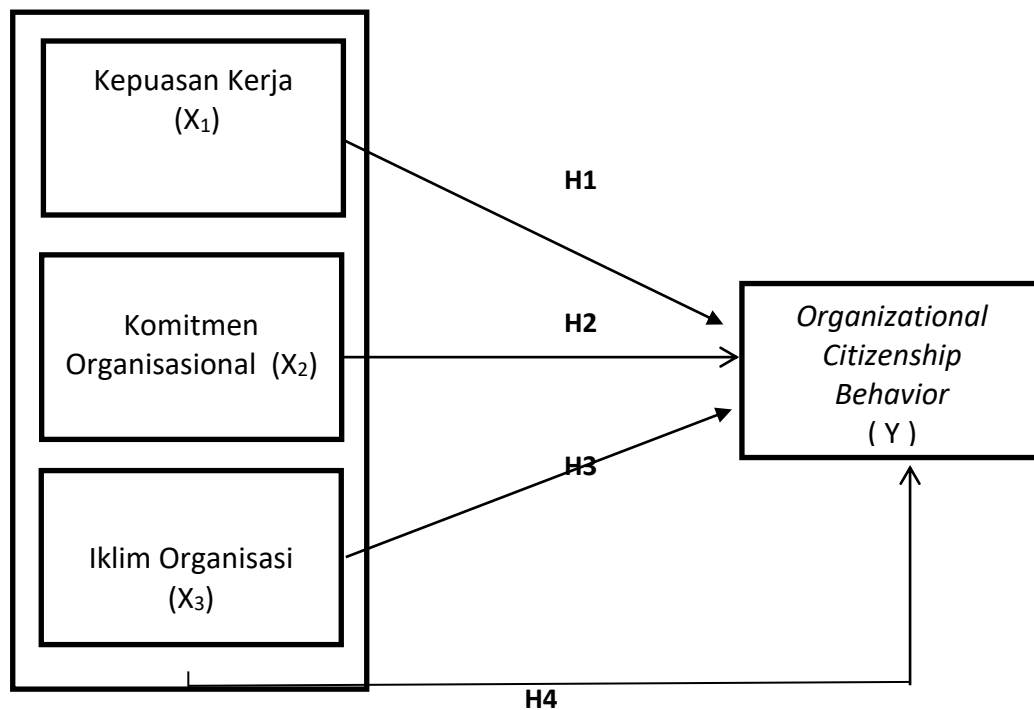 Kepuasan Kerja
(X₁)
H1
Komitmen
Organisasional (X₂)
H2
Organizational
Citizenship
Behavior
( Y )
H3
Iklim Organisasi
(X₃)
H4